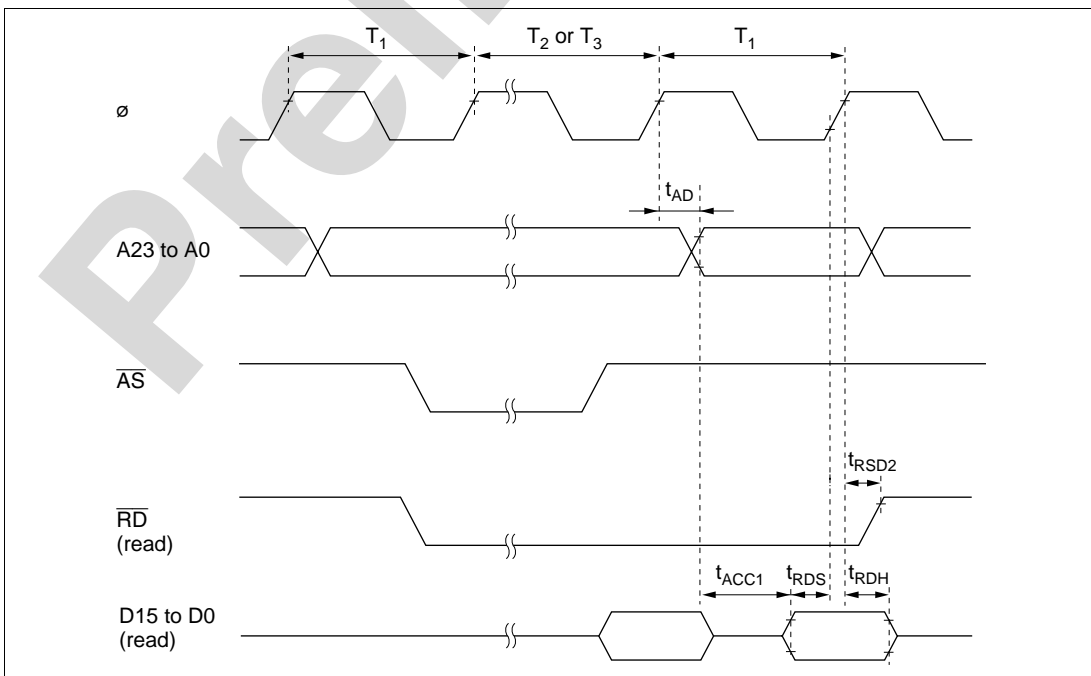 T1 T2 or T3 T1
ø
tAD
A23 to A0
AS
tRSD2
RD
(read)
tACC1 tRDS tRDH
D15 to D0
(read)